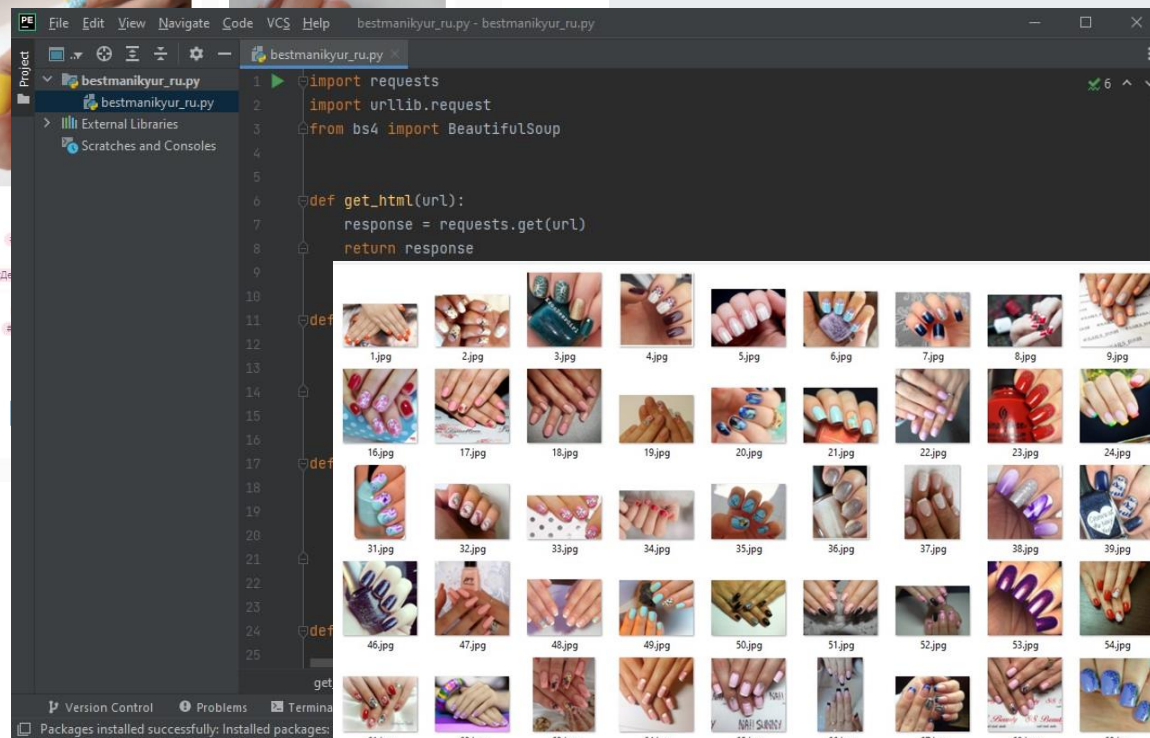 PE File Edit View Navigate Code VCS Help bestmanikyur_ru.py - bestmanikyur_ru.py
Project
bestmanikyur_ru.py
bestmanikyur_ru.py
External Libraries
Scratches and Consoles
bestmanikyur_ru.py
6
1 import requests
2 import urllib.request
3 from bs4 import BeautifulSoup
4
5
6 def get_html(url):
7 response = requests.get(url)
8 return response
9
10
11 def
12
13
14
15
16
17 def
18
19
20
21
22
23
24 def
25
get_
1.jpg 2.jpg 3.jpg 4.jpg 5.jpg 6.jpg 7.jpg 8.jpg 9.jpg
16.jpg 17.jpg 18.jpg 19.jpg 20.jpg 21.jpg 22.jpg 23.jpg 24.jpg
31.jpg 32.jpg 33.jpg 34.jpg 35.jpg 36.jpg 37.jpg 38.jpg 39.jpg
46.jpg 47.jpg 48.jpg 49.jpg 50.jpg 51.jpg 52.jpg 53.jpg 54.jpg
NAIL SUNNY
Version Control Problems Termina
Packages installed successfully: Installed packages: